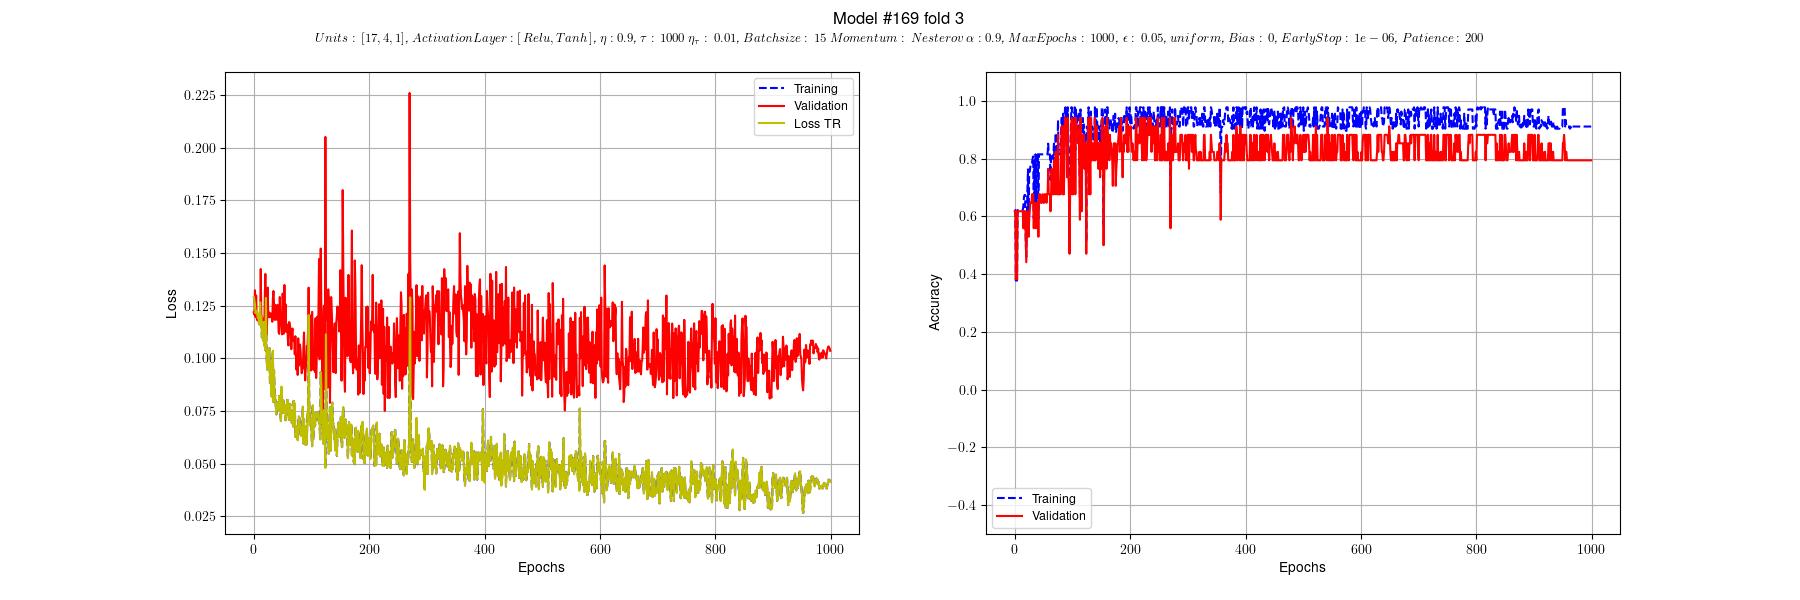 Model #169 fold 3
Units : [17, 4, 1], ActivationLayer : [ Relu, Tanh ], η : 0.9, τ : 1000 η_τ : 0.01, Batchsize : 15 Momentum : Nesterov α : 0.9, MaxEpochs : 1000, ϵ : 0.05, uniform, Bias : 0, EarlyStop : 1e − 06, Patience : 200
0.225
0.200
0.175
0.150
0.125
0.100
0.075
0.050
0.025
Loss
Training
Validation
Loss TR
0 200 400 600 800 1000
Epochs
1.0
0.8
0.6
0.4
0.2
0.0
−0.2
−0.4
Accuracy
Training
Validation
0 200 400 600 800 1000
Epochs